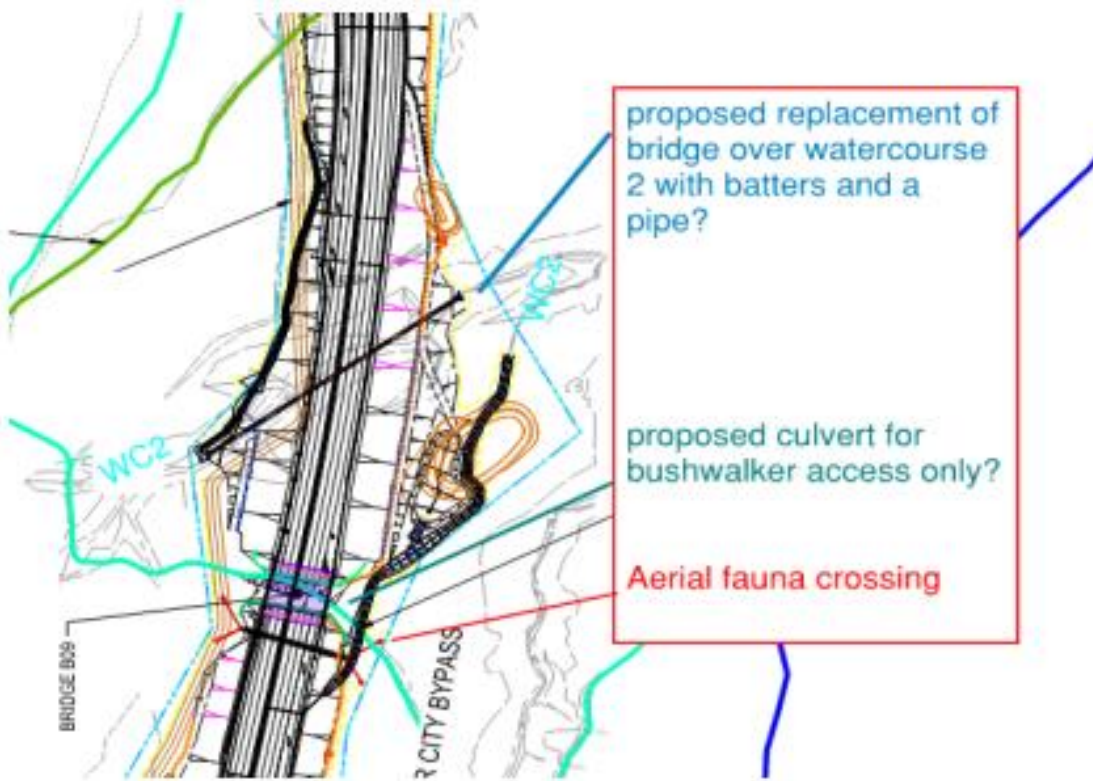 proposed replacement of
bridge over watercourse
2 with batters and a
pipe?
WC2
WC2
proposed culvert for
bushwalker access only?
Aerial fauna crossing
BRIDGE B09
R CITY BYPASS